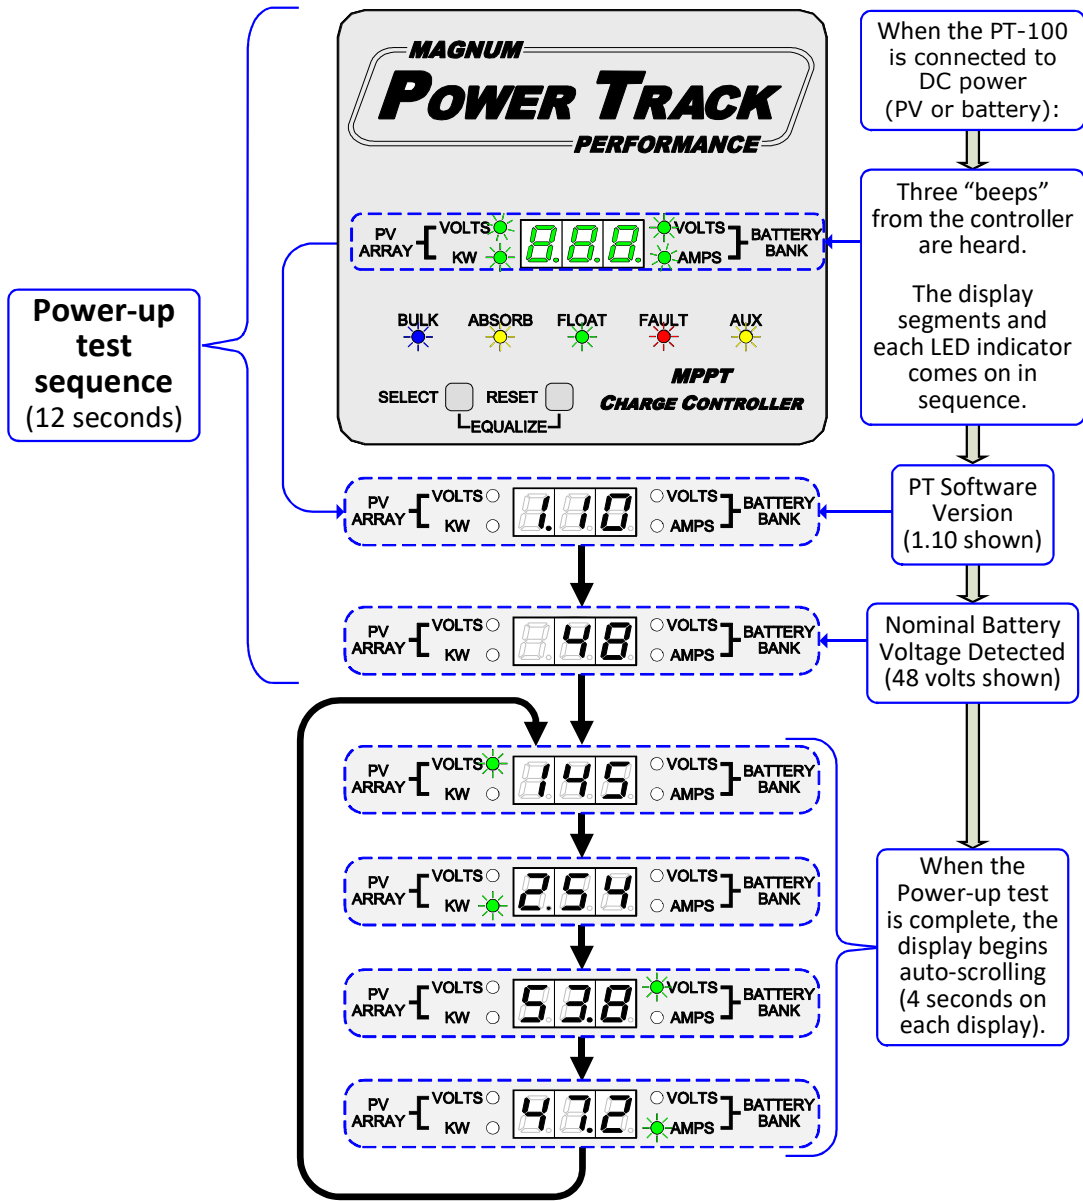 When the PT-100
is connected to
DC power
(PV or battery):
MAGNUM
POWER TRACK
PERFORMANCE
Three “beeps”
from the controller
are heard.
The display
segments and
each LED indicator
comes on in
sequence.
PV
ARRAY
VOLTS
KW
8.8.8.
VOLTS
AMPS
BATTERY
BANK
Power-up
test
sequence
(12 seconds)
BULK ABSORB FLOAT FAULT AUX
SELECT RESET
EQUALIZE
MPPT
CHARGE CONTROLLER
PV
ARRAY
VOLTS
KW
1.10
VOLTS
AMPS
BATTERY
BANK
PT Software
Version
(1.10 shown)
PV
ARRAY
VOLTS
KW
48
VOLTS
AMPS
BATTERY
BANK
Nominal Battery
Voltage Detected
(48 volts shown)
PV
ARRAY
VOLTS
KW
145
VOLTS
AMPS
BATTERY
BANK
PV
ARRAY
VOLTS
KW
2.54
VOLTS
AMPS
BATTERY
BANK
When the
Power-up test
is complete, the
display begins
auto-scrolling
(4 seconds on
each display).
PV
ARRAY
VOLTS
KW
53.8
VOLTS
AMPS
BATTERY
BANK
PV
ARRAY
VOLTS
KW
47.2
VOLTS
AMPS
BATTERY
BANK